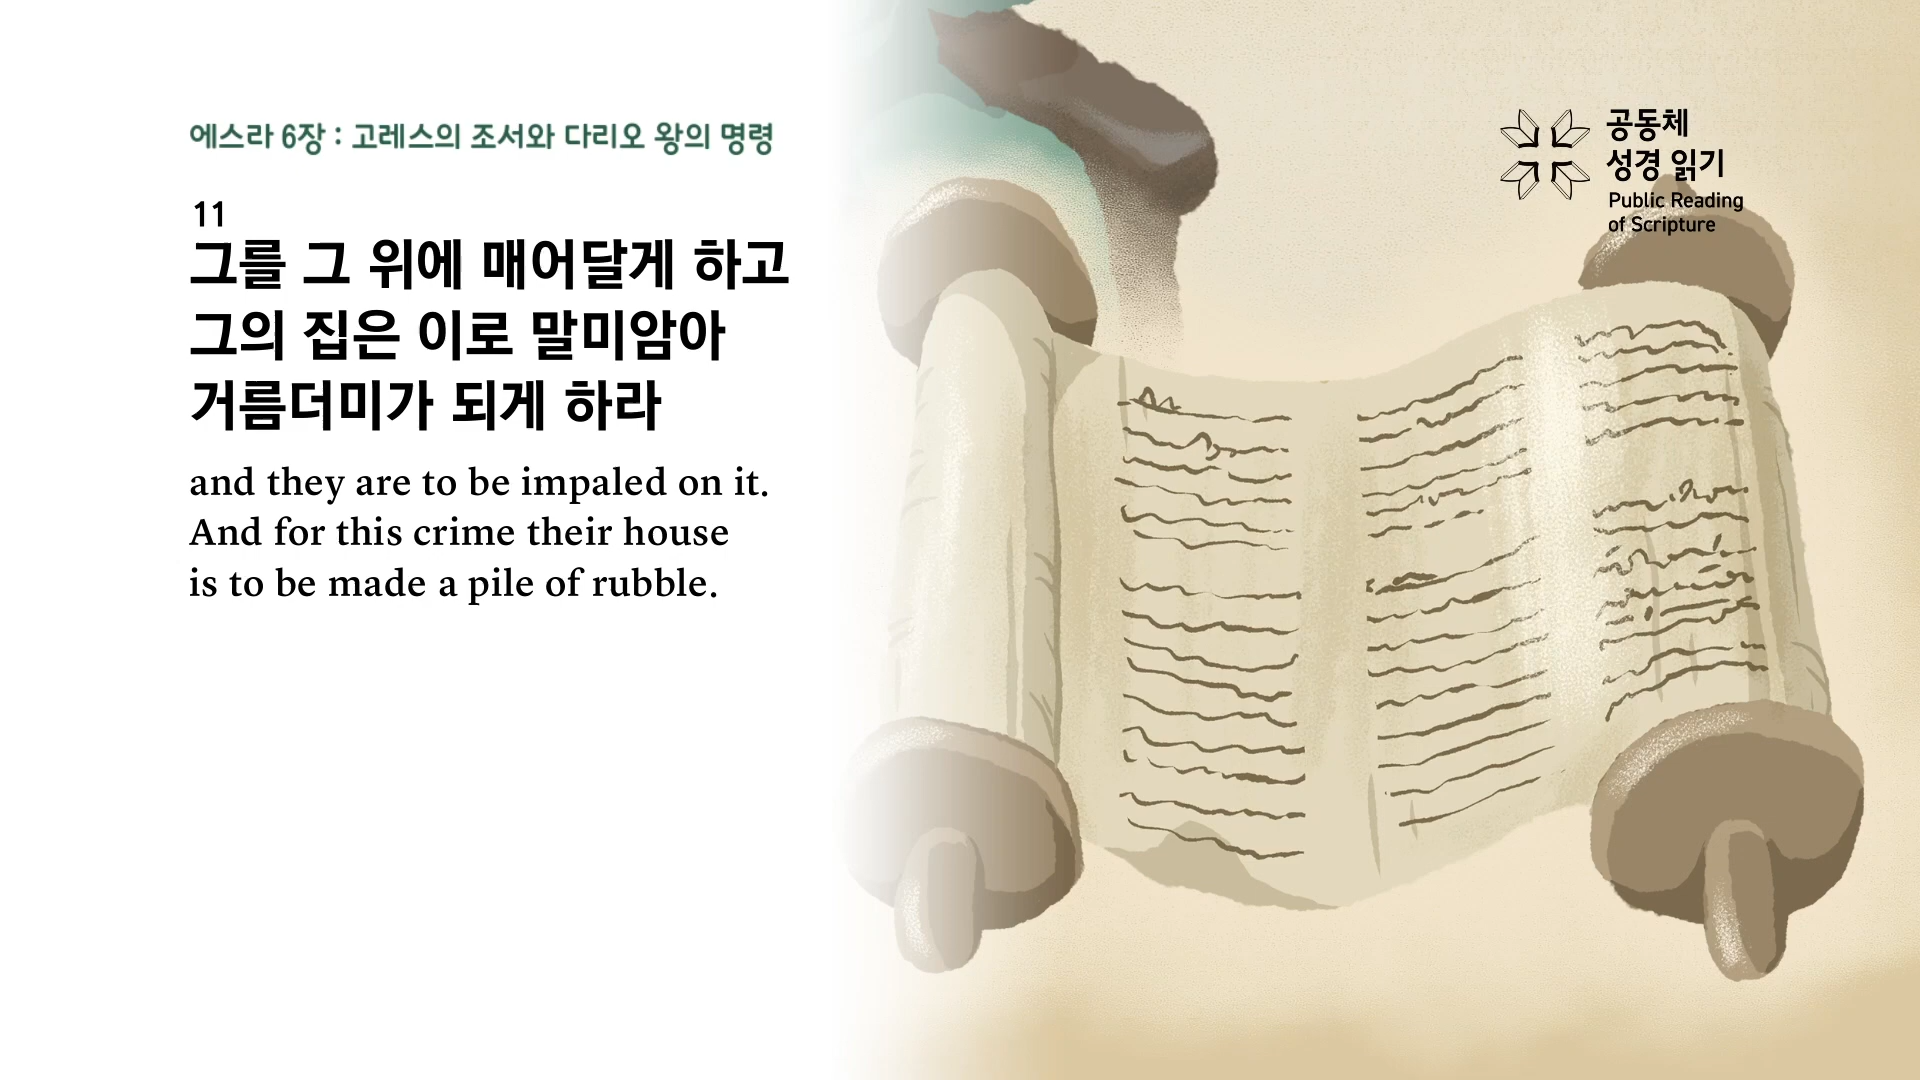 에스라 6장 : 고레스의 조서와 다리오 왕의 명령
11
그를 그 위에 매어달게 하고
그의 집은 이로 말미암아
거름더미가 되게 하라
and they are to be impaled on it.
And for this crime their house
is to be made a pile of rubble.
공동체
성경 읽기
Public Reading
of Scripture